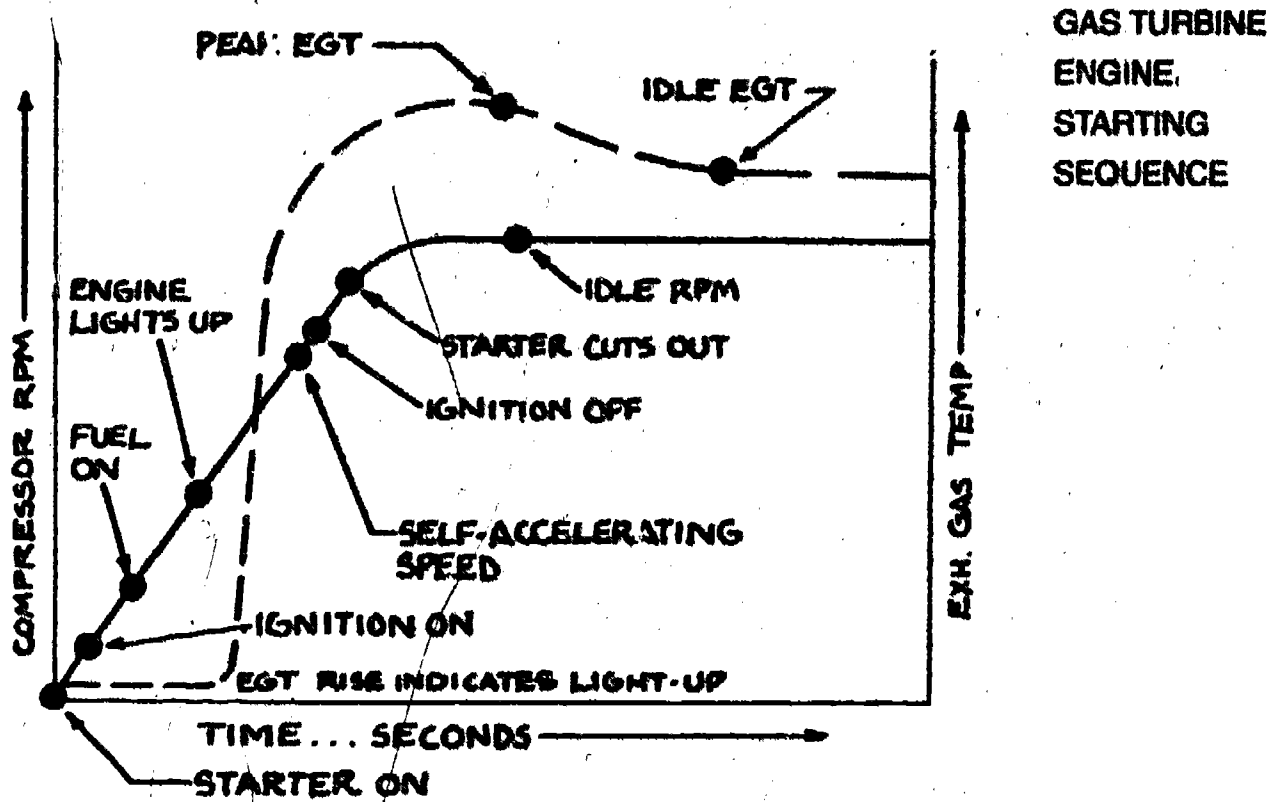 GAS TURBINE
ENGINE
STARTING
SEQUENCE
PEAK EGT
IDLE EGT
ENGINE
LIGHTS UP
IDLE RPM
STARTER CUTS OUT
IGNITION OFF
FUEL
ON
SELF-ACCELERATING
SPEED
IGNITION ON
EGT RISE INDICATES LIGHT-UP
TIME... SECONDS
STARTER ON
COMPRESSOR RPM
EXH. GAS TEMP